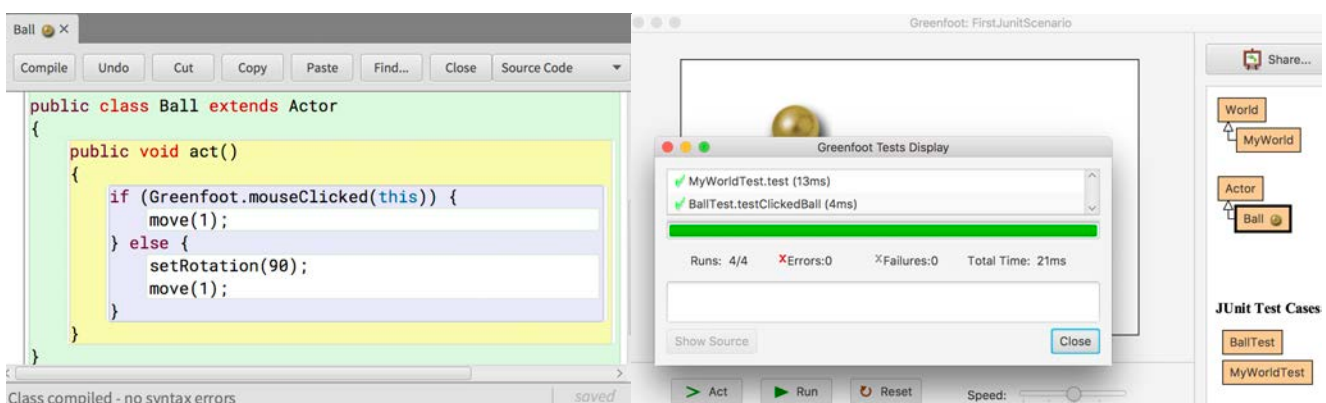 Ball ×
Compile Undo Cut Copy Paste Find... Close Source Code
public class Ball extends Actor
{
public void act()
{
if (Greenfoot.mouseClicked(this)) {
move(1);
} else {
setRotation(90);
move(1);
}
}
}
Class compiled - no syntax errors saved
Greenfoot: FirstJunitScenario
Share...
World
MyWorld
Actor
Ball
JUnit Test Cases
BallTest
MyWorldTest
Greenfoot Tests Display
MyWorldTest.test (13ms)
BallTest.testClickedBall (4ms)
Runs: 4/4 XErrors:0 XFailures:0 Total Time: 21ms
Show Source Close
Act Run Reset Speed: